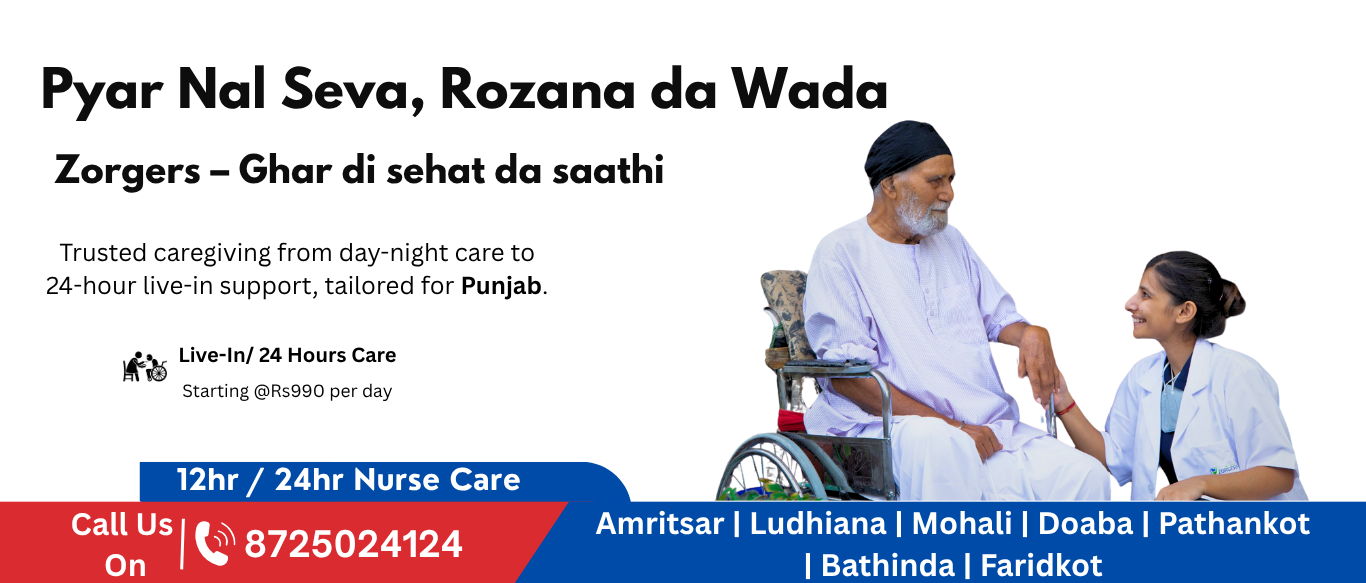 Pyar Nal Seva, Rozana da Wada
Zorgers – Ghar di sehat da saathi
Trusted caregiving from day-night care to
24-hour live-in support, tailored for Punjab.
Live-In/ 24 Hours Care
Starting @Rs990 per day
12hr / 24hr Nurse Care
Call Us
On
8725024124
Amritsar | Ludhiana | Mohali | Doaba | Pathankot
| Bathinda | Faridkot